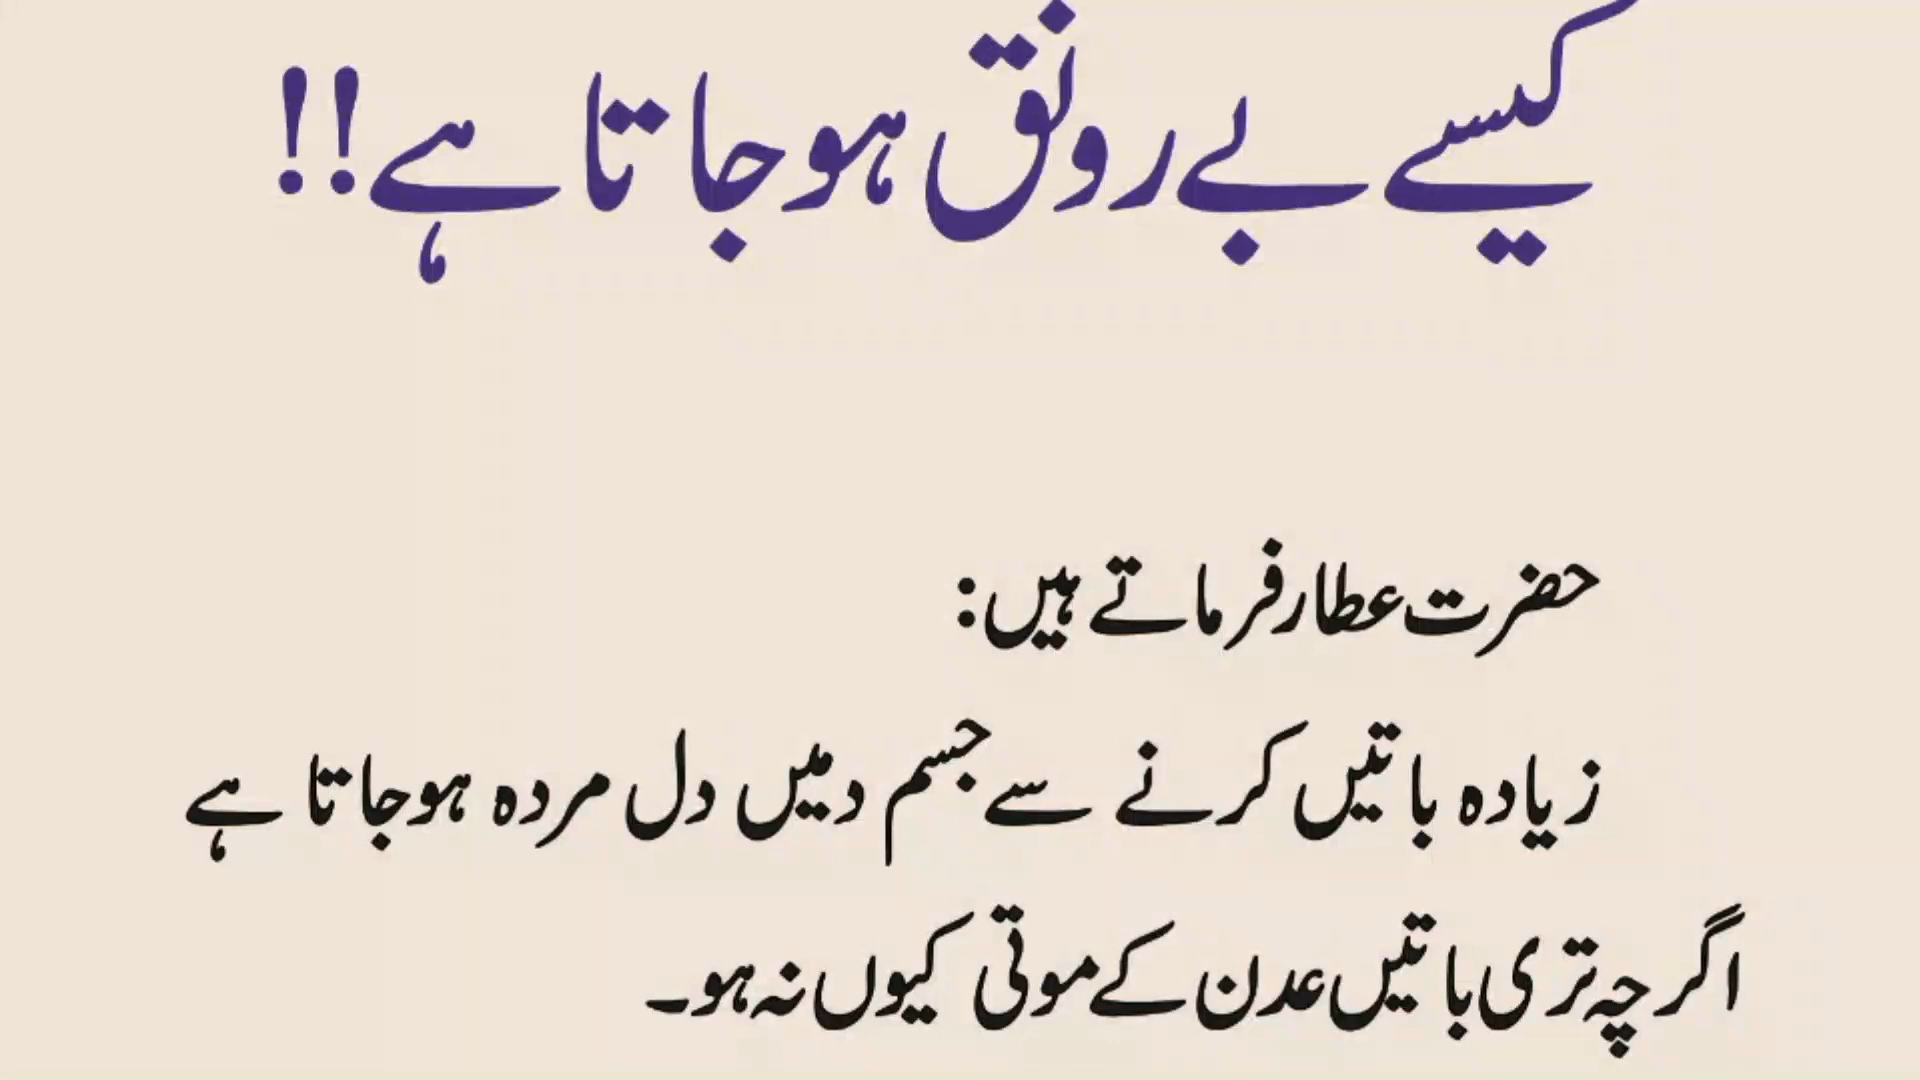 کیسے بے رونق ہو جاتا ہے!!
حضرت عطار فرماتے ہیں:
زیادہ باتیں کرنے سے جسم دمیں دل مردہ ہو جاتا ہے
اگرچہ تری باتیں عدن کے موتی کیوں نہ ہو۔